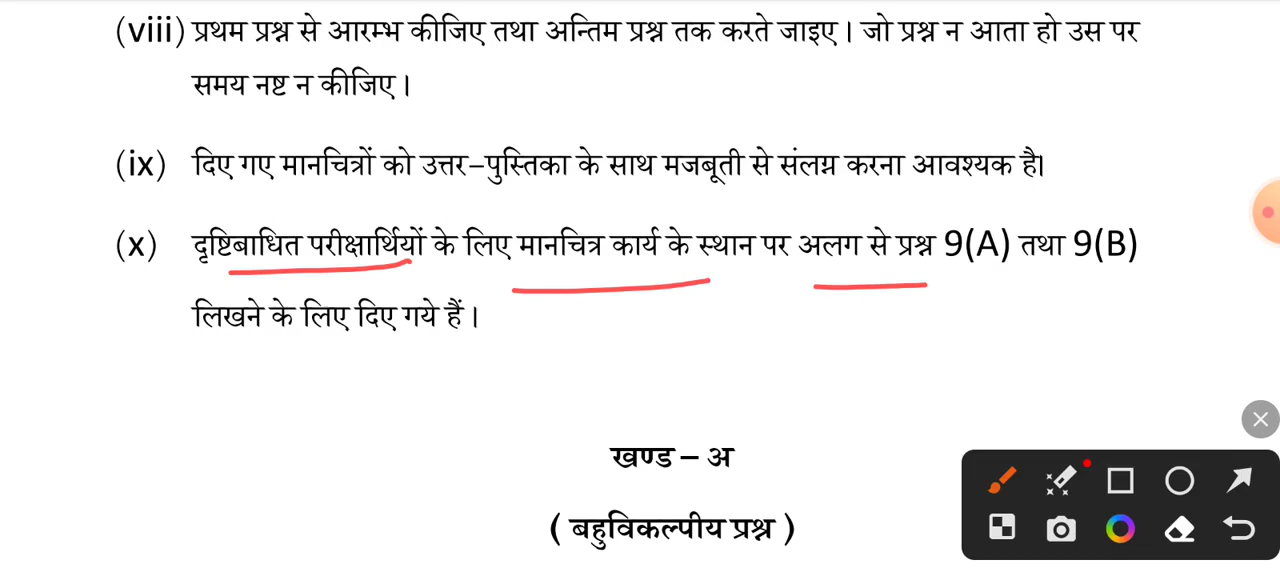 (viii) प्रथम प्रश्न से आरम्भ कीजिए तथा अन्तिम प्रश्न तक करते जाइए। जो प्रश्न न आता हो उस पर
समय नष्ट न कीजिए।
(ix) दिए गए मानचित्रों को उत्तर–पुस्तिका के साथ मजबूती से संलग्न करना आवश्यक है।
(x) दृष्टिबाधित परीक्षार्थियों के लिए मानचित्र कार्य के स्थान पर अलग से प्रश्न 9(A) तथा 9(B)
लिखने के लिए दिए गये हैं।
खण्ड – अ
( बहुविकल्पीय प्रश्न )